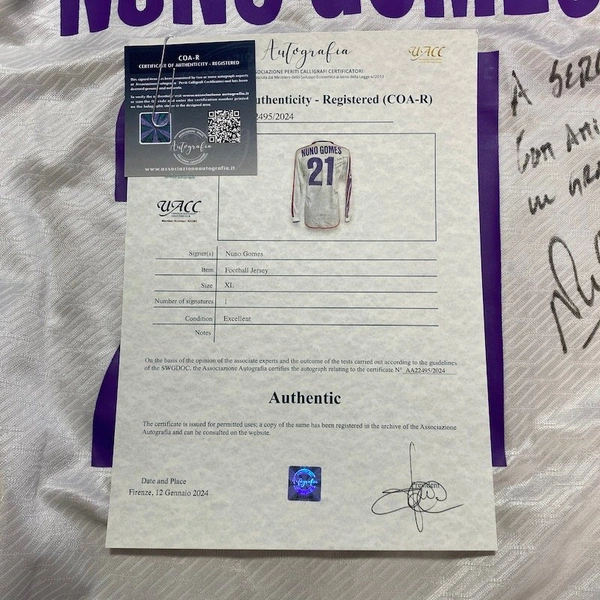 NUNO GOMES
COA-R
CERTIFICATE OF AUTHENTICITY - REGISTERED
Autografia
www.associazioneautografia.it
Autografia
UACC
ASSOCIAZIONE PERITI CALLIGRAFI CERTIFICATORI
uthenticity - Registered (COA-R)
22495/2024
NUNO GOMES
21
UACC
Signer(s) Nuno Gomes
Item Football Jersey
Size XL
Number of signatures 1
Condition Excellent
Notes
On the basis of the opinion of the associate experts and the outcome of the tests carried out according to the guidelines
of the SWGDOC, the Associazione Autografia certifies the autograph relating to the certificate N° AA22495/2024
Authentic
The certificate is issued for permitted uses; a copy of the same has been registered in the archive of the Associazione
Autografia and can be consulted on the website.
Date and Place
Firenze, 12 Gennaio 2024
President
A SERG
COM AMI